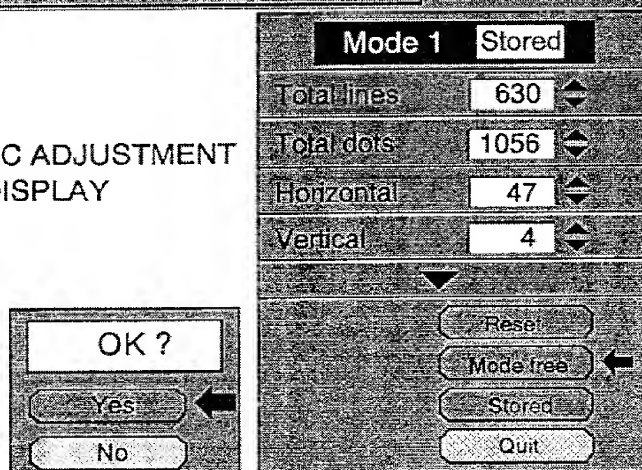 Mode 1 Stored
Total lines 630
Total dots 1056
C ADJUSTMENT
DISPLAY
Horizontal 47
Vertical 4
Reset
Mode free
Stored
Quit
OK ?
Yes
No